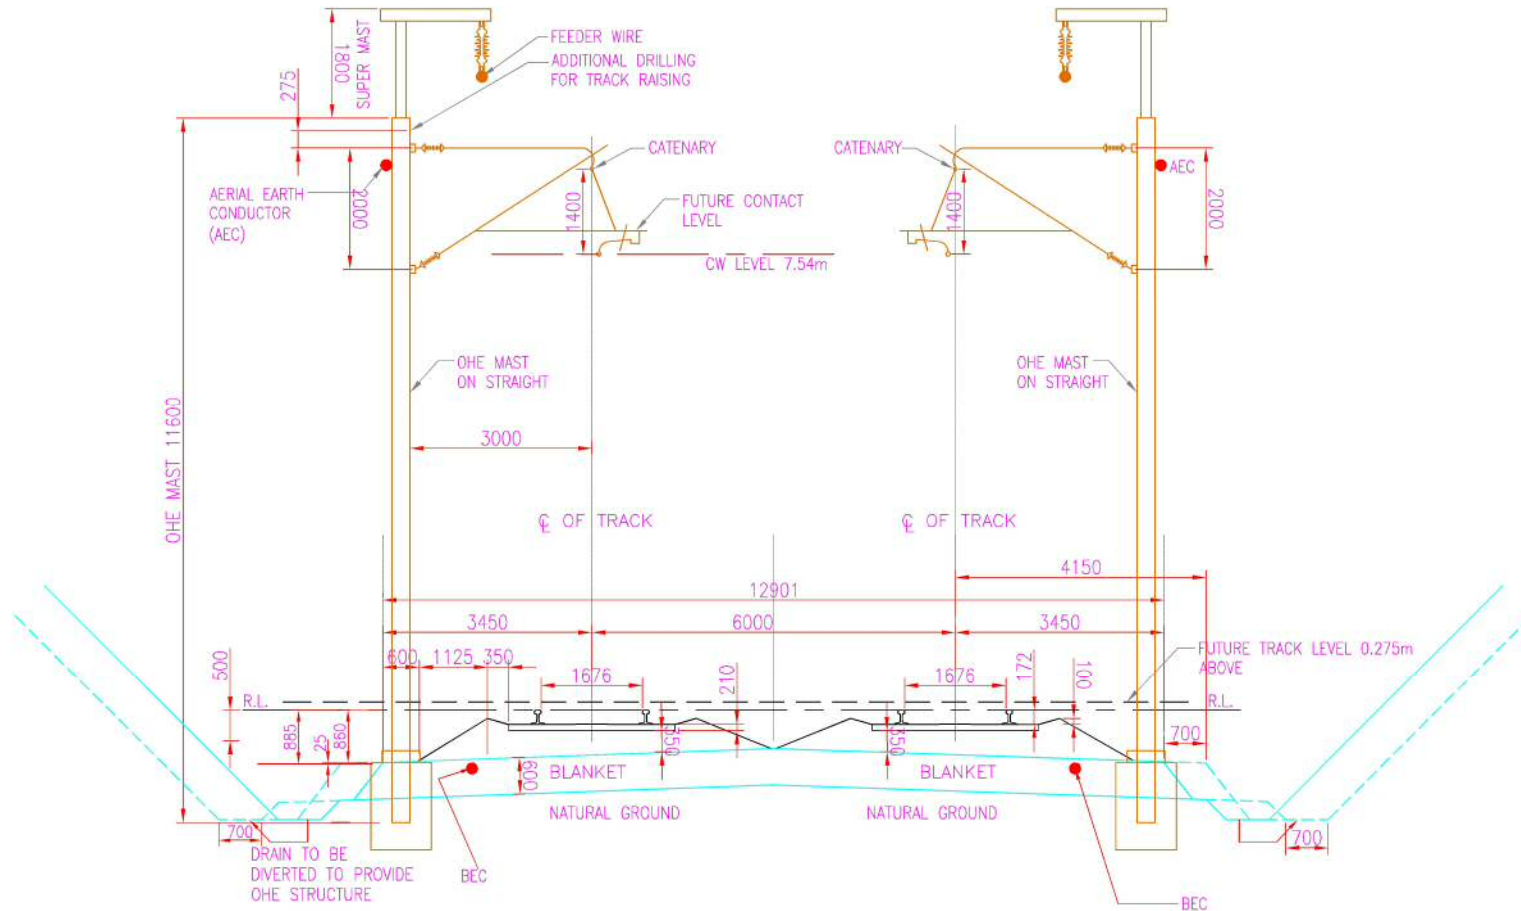 1800
SUPER MAST
275
FEEDER WIRE
ADDITIONAL DRILLING
FOR TRACK RAISING
CATENARY
CATENARY
AEC
AERIAL EARTH
CONDUCTOR
(AEC)
2000
1400
FUTURE CONTACT
LEVEL
1400
2000
CW LEVEL 7.54m
OHE MAST
ON STRAIGHT
OHE MAST
ON STRAIGHT
OHE MAST 11600
3000
℄ OF TRACK
℄ OF TRACK
4150
12901
3450
6000
3450
600
1125
350
500
1676
210
1676
172
100
FUTURE TRACK LEVEL 0.275m
ABOVE
R.L.
R.L.
885
25
860
350
350
700
600
BLANKET
BLANKET
NATURAL GROUND
NATURAL GROUND
700
700
DRAIN TO BE
DIVERTED TO PROVIDE
OHE STRUCTURE
BEC
BEC